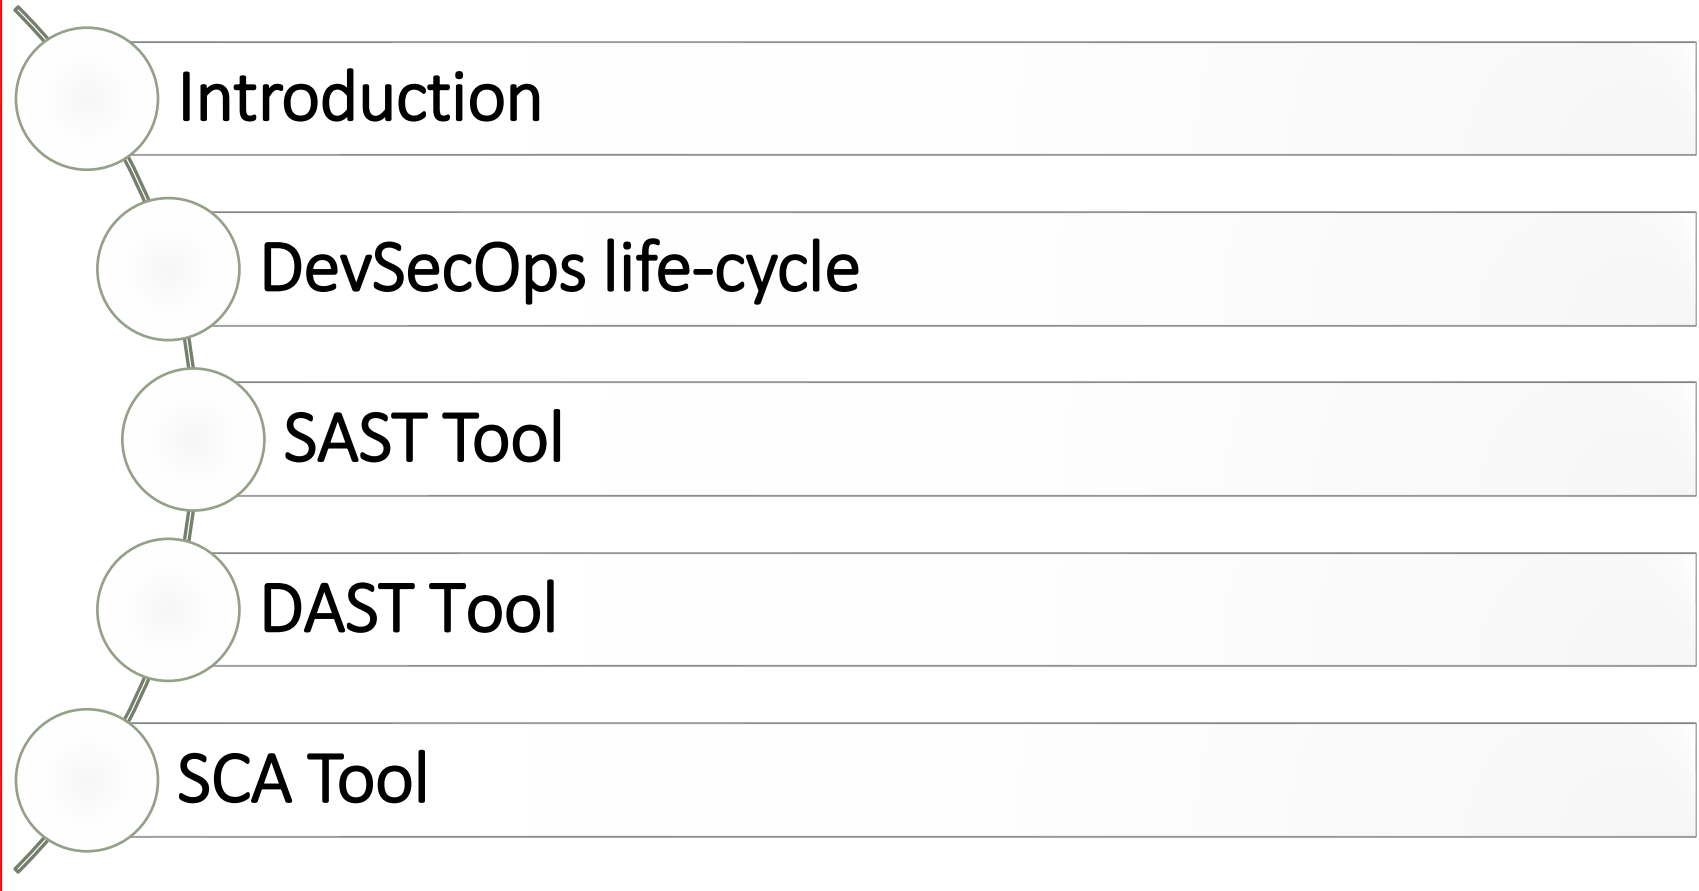 Introduction
DevSecOps life-cycle
SAST Tool
DAST Tool
SCA Tool